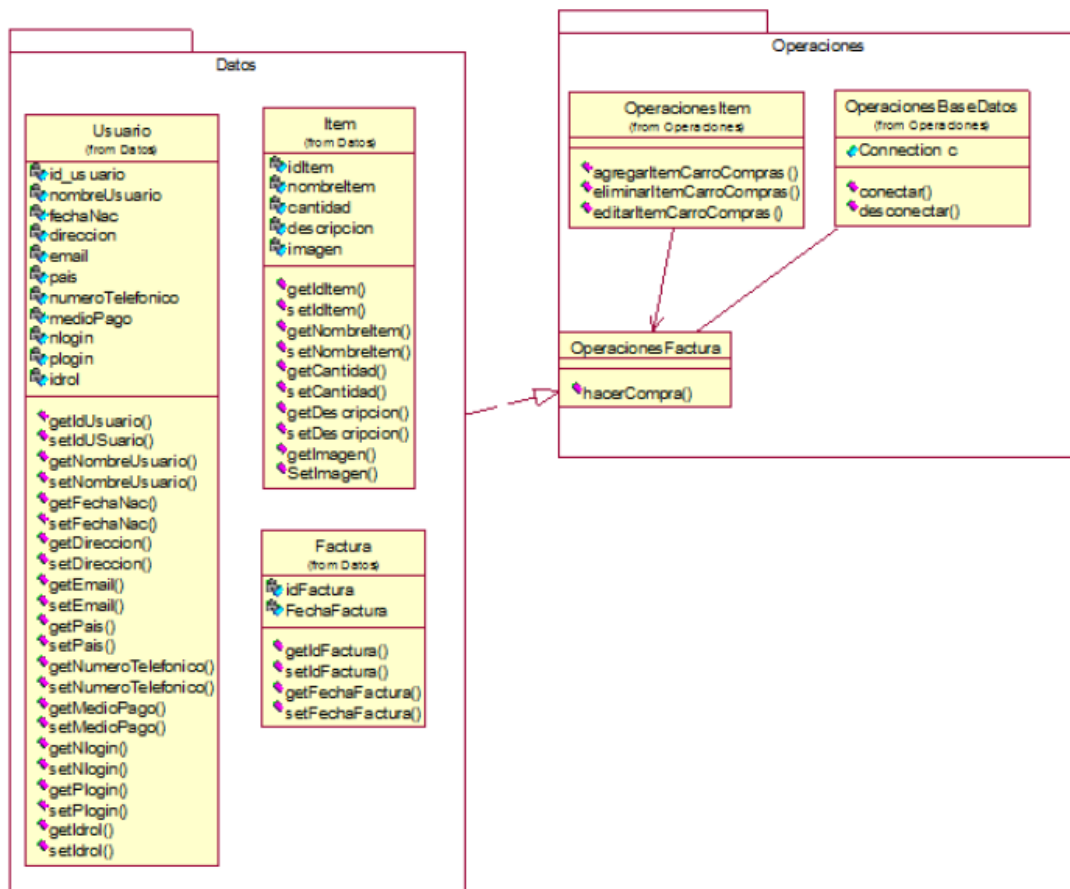 Datos
Usuario
(from Datos)
id_usuario
nombreUsuario
fechaNac
direccion
email
pais
numeroTelefonico
medioPago
nlogin
plogin
idrol
getIdUsuario()
setIdUSuario()
getNombreUsuario()
setNombreUsuario()
getFechaNac()
setFechaNac()
getDireccion()
setDireccion()
getEmail()
setEmail()
getPais()
setPais()
getNumeroTelefonico()
setNumeroTelefonico()
getMedioPago()
setMedioPago()
getNlogin()
setNlogin()
getPlogin()
setPlogin()
getIdrol()
setIdrol()
Item
(from Datos)
idItem
nombreItem
cantidad
descripcion
imagen
getIdItem()
setIdItem()
getNombreItem()
setNombreItem()
getCantidad()
setCantidad()
getDescripcion()
setDescripcion()
getImagen()
SetImagen()
Factura
(from Datos)
idFactura
FechaFactura
getIdFactura()
setIdFactura()
getFechaFactura()
setFechaFactura()
Operaciones
OperacionesItem
(from Operaciones)
agregarItemCarroCompras()
eliminarItemCarroCompras()
editarItemCarroCompras()
OperacionesBaseDatos
(from Operaciones)
Connection c
conectar()
desconectar()
OperacionesFactura
hacerCompra()